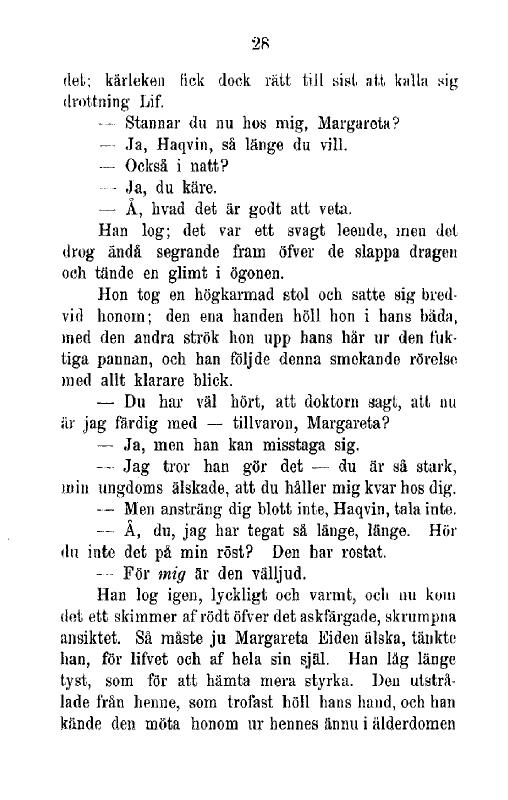 28
det; kärleken fick dock rätt till sist att kalla sig
drottning Lif.
— Stannar du nu hos mig, Margareta?
— Ja, Haqvin, så länge du vill.
— Också i natt?
— Ja, du käre.
— Å, hvad det är godt att veta.
Han log; det var ett svagt leende, men det
drog ändå segrande fram öfver de slappa dragen
och tände en glimt i ögonen.
Hon tog en högkarmad stol och satte sig bred-
vid honom; den ena handen höll hon i hans båda,
med den andra strök hon upp hans hår ur den fuk-
tiga pannan, och han följde denna smekande rörelse
med allt klarare blick.
— Du har väl hört, att doktorn sagt, att nu
är jag färdig med — tillvaron, Margareta?
— Ja, men han kan misstaga sig.
— Jag tror han gör det — du är så stark,
min ungdoms älskade, att du håller mig kvar hos dig.
— Men ansträng dig blott inte, Haqvin, tala inte.
— Å, du, jag har tegat så länge, länge. Hör
du inte det på min röst? Den har rostat.
— För mig är den välljud.
Han log igen, lyckligt och varmt, och nu kom
det ett skimmer af rödt öfver det askfärgade, skrumpna
ansiktet. Så måste ju Margareta Eiden älska, tänkte
han, för lifvet och af hela sin själ. Han låg länge
tyst, som för att hämta mera styrka. Den utstrå-
lade från henne, som trofast höll hans hand, och han
kände den möta honom ur hennes ännu i ålderdomen